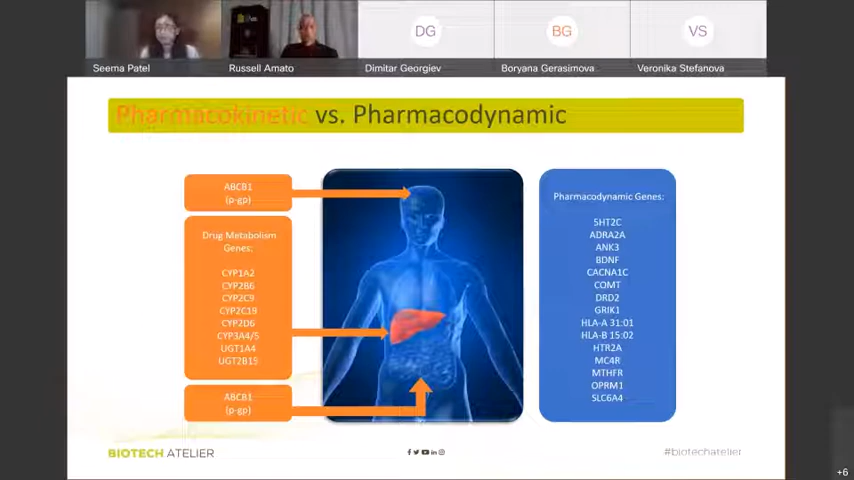 DG
BG
VS
Seema Patel
Russell Amato
Dimitar Georgiev
Boryana Gerasimova
Veronika Stefanova
Pharmacokinetic vs. Pharmacodynamic
ABCB1
(p-gp)
Drug Metabolism
Genes:
CYP1A2
CYP2B6
CYP2C9
CYP2C19
CYP2D6
CYP3A4/5
UGT1A4
UGT2B15
ABCB1
(p-gp)
Pharmacodynamic Genes:
5HT2C
ADRA2A
ANK3
BDNF
CACNA1C
COMT
DRD2
GRIK1
HLA-A 31:01
HLA-B 15:02
HTR2A
MC4R
MTHFR
OPRM1
SLC6A4
BIOTECH ATELIER
#biotechatelier
+6